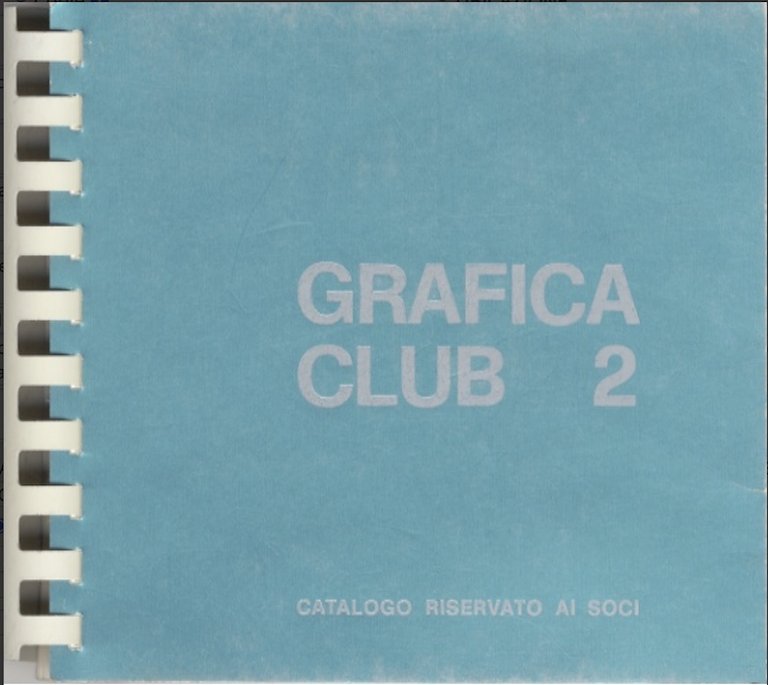 GRAFICA
CLUB 2
CATALOGO RISERVATO AI SOCI